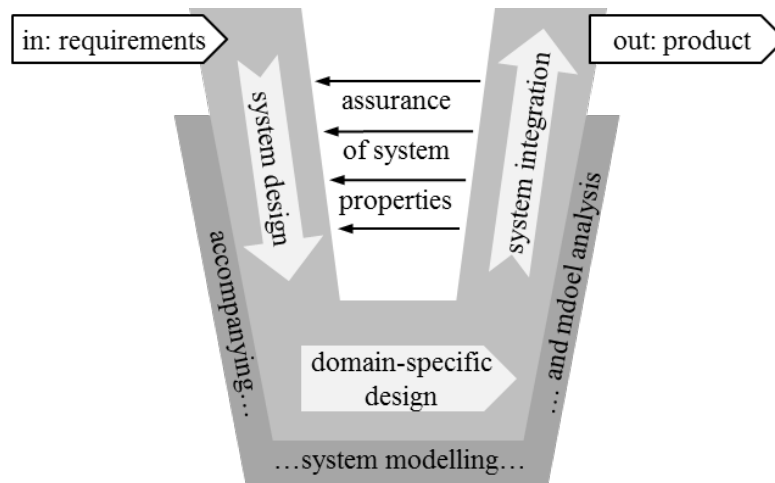 in: requirements
out: product
system design
assurance
of system
properties
system integration
domain-specific
design
accompanying…
…system modelling…
… and mdoel analysis